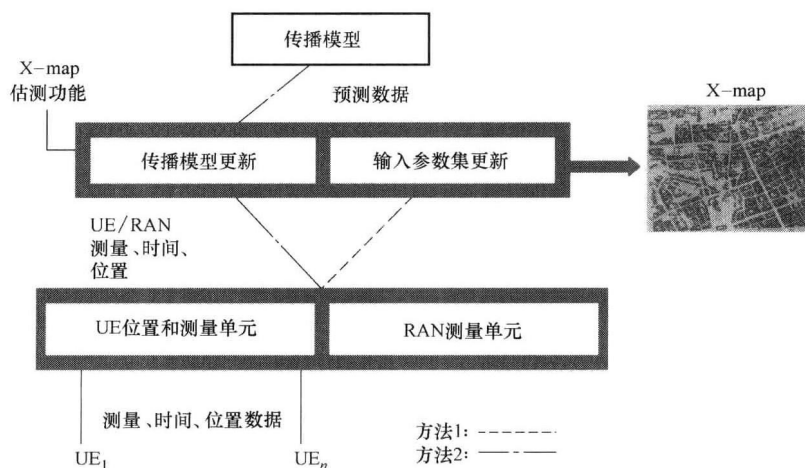 传播模型
X-map
估测功能
预测数据
X-map
传播模型更新
输入参数集更新
UE/RAN
测量、时间、
位置
UE位置和测量单元
RAN测量单元
测量、时间、位置数据
方法1:
方法2:
UE1
UEn